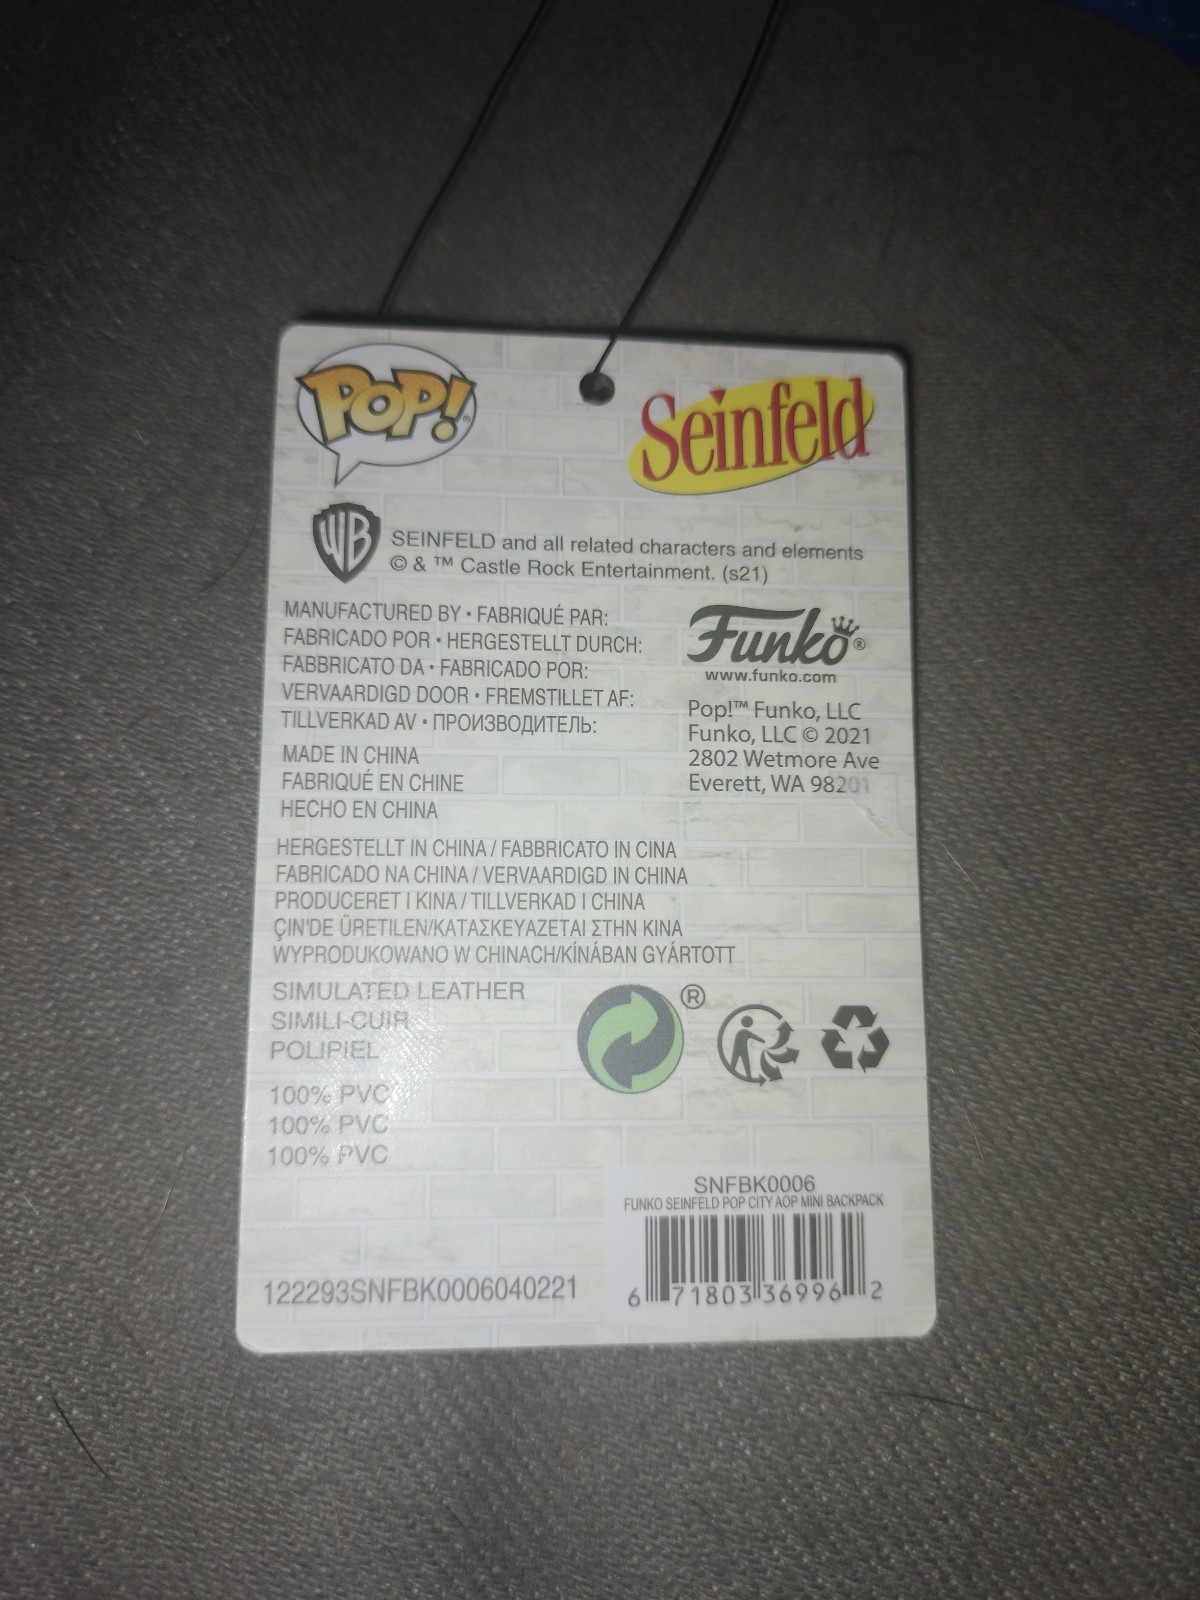 POP!®
Seinfeld
WB
SEINFELD and all related characters and elements
© & ™ Castle Rock Entertainment. (s21)
MANUFACTURED BY • FABRIQUÉ PAR:
FABRICADO POR • HERGESTELLT DURCH:
FABBRICATO DA • FABRICADO POR:
VERVAARDIGD DOOR • FREMSTILLET AF:
TILLVERKAD AV • ПРОИЗВОДИТЕЛЬ:
Funko®
www.funko.com
Pop!™ Funko, LLC
Funko, LLC © 2021
2802 Wetmore Ave
Everett, WA 98201
MADE IN CHINA
FABRIQUÉ EN CHINE
HECHO EN CHINA
HERGESTELLT IN CHINA / FABBRICATO IN CINA
FABRICADO NA CHINA / VERVAARDIGD IN CHINA
PRODUCERET I KINA / TILLVERKAD I CHINA
ÇIN'DE ÜRETILEN/ΚΑΤΑΣΚΕΥΑΖΕΤΑΙ ΣΤΗΝ ΚΙΝΑ
WYPRODUKOWANO W CHINACH/KÍNÁBAN GYÁRTOTT
SIMULATED LEATHER
SIMILI-CUIR
POLIPIEL
®
100% PVC
100% PVC
100% PVC
SNFBK0006
FUNKO SEINFELD POP CITY AOP MINI BACKPACK
6 71803 36996 2
122293SNFBK0006040221